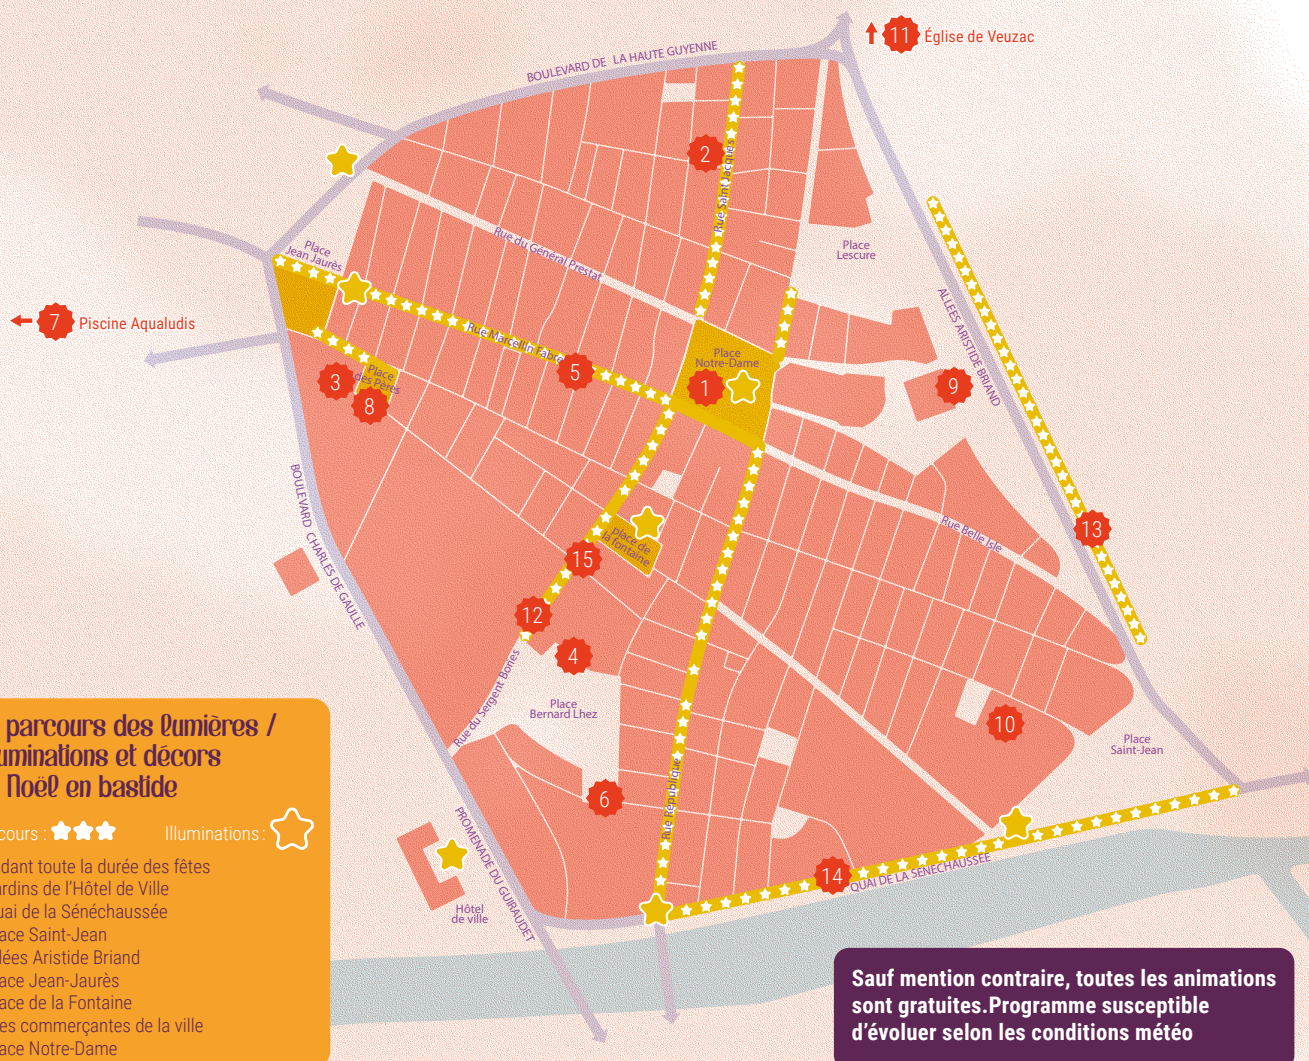 BOULEVARD DE LA HAUTE GUYENNE
11 Église de Veuzac
2
Rue Saint Jacques
Place
Lescure
Place
Jean Jaurès
Rue du Général Prestat
7 Piscine Aqualudis
Rue Marcellin Fabre
ALLEES ARISTIDE BRIAND
Place
Notre-Dame
1
5
3
Place
des Pères
8
9
BOULEVARD CHARLES DE GAULLE
place de
la fontaine
Rue Belle Isle
13
15
12
4
Rue du Sergent Bories
Place
Bernard Lhez
10
Place
Saint-Jean
6
Rue République
PROMENADE DU GUIRAUDET
14
QUAI DE LA SENECHAUSSÉE
Hôtel
de ville
parcours des lumières /
uminations et décors
Noël en bastide
cours : Illuminations :
dant toute la durée des fêtes
ardins de l'Hôtel de Ville
uai de la Sénéchaussée
ace Saint-Jean
lées Aristide Briand
ace Jean-Jaurès
ace de la Fontaine
es commerçantes de la ville
ace Notre-Dame
Sauf mention contraire, toutes les animations
sont gratuites.Programme susceptible
d'évoluer selon les conditions météo